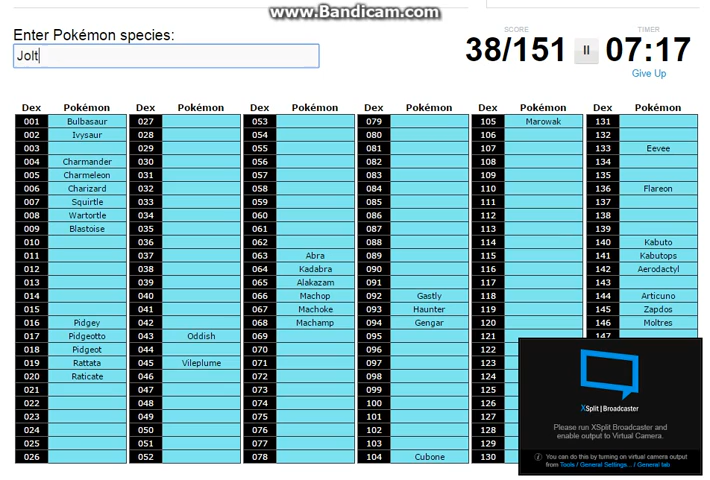 www.Bandicam.com
Enter Pokémon species:
Jolt
SCORE
38/151
TIMER
07:17
Give Up
Dex Pokémon Dex Pokémon Dex Pokémon Dex Pokémon Dex Pokémon Dex Pokémon
001 Bulbasaur 027 053 079 105 Marowak 131
002 Ivysaur 028 054 080 106 132
003 029 055 081 107 133 Eevee
004 Charmander 030 056 082 108 134
005 Charmeleon 031 057 083 109 135
006 Charizard 032 058 084 110 136 Flareon
007 Squirtle 033 059 085 111 137
008 Wartortle 034 060 086 112 138
009 Blastoise 035 061 087 113 139
010 036 062 088 114 140 Kabuto
011 037 063 Abra 089 115 141 Kabutops
012 038 064 Kadabra 090 116 142 Aerodactyl
013 039 065 Alakazam 091 117 143
014 040 066 Machop 092 Gastly 118 144 Articuno
015 041 067 Machoke 093 Haunter 119 145 Zapdos
016 Pidgey 042 068 Machamp 094 Gengar 120 146 Moltres
017 Pidgeotto 043 Oddish 069 095 121 147
018 Pidgeot 044 070 096 122
019 Rattata 045 Vileplume 071 097 123
020 Raticate 046 072 098 124
021 047 073 099 125
022 048 074 100 126
023 049 075 101 127
024 050 076 102 128
025 051 077 103 129
026 052 078 104 Cubone 130
XSplit | Broadcaster
Please run XSplit Broadcaster and
enable output to Virtual Camera.
You can do this by turning on virtual camera output
from Tools / General Settings... / General tab